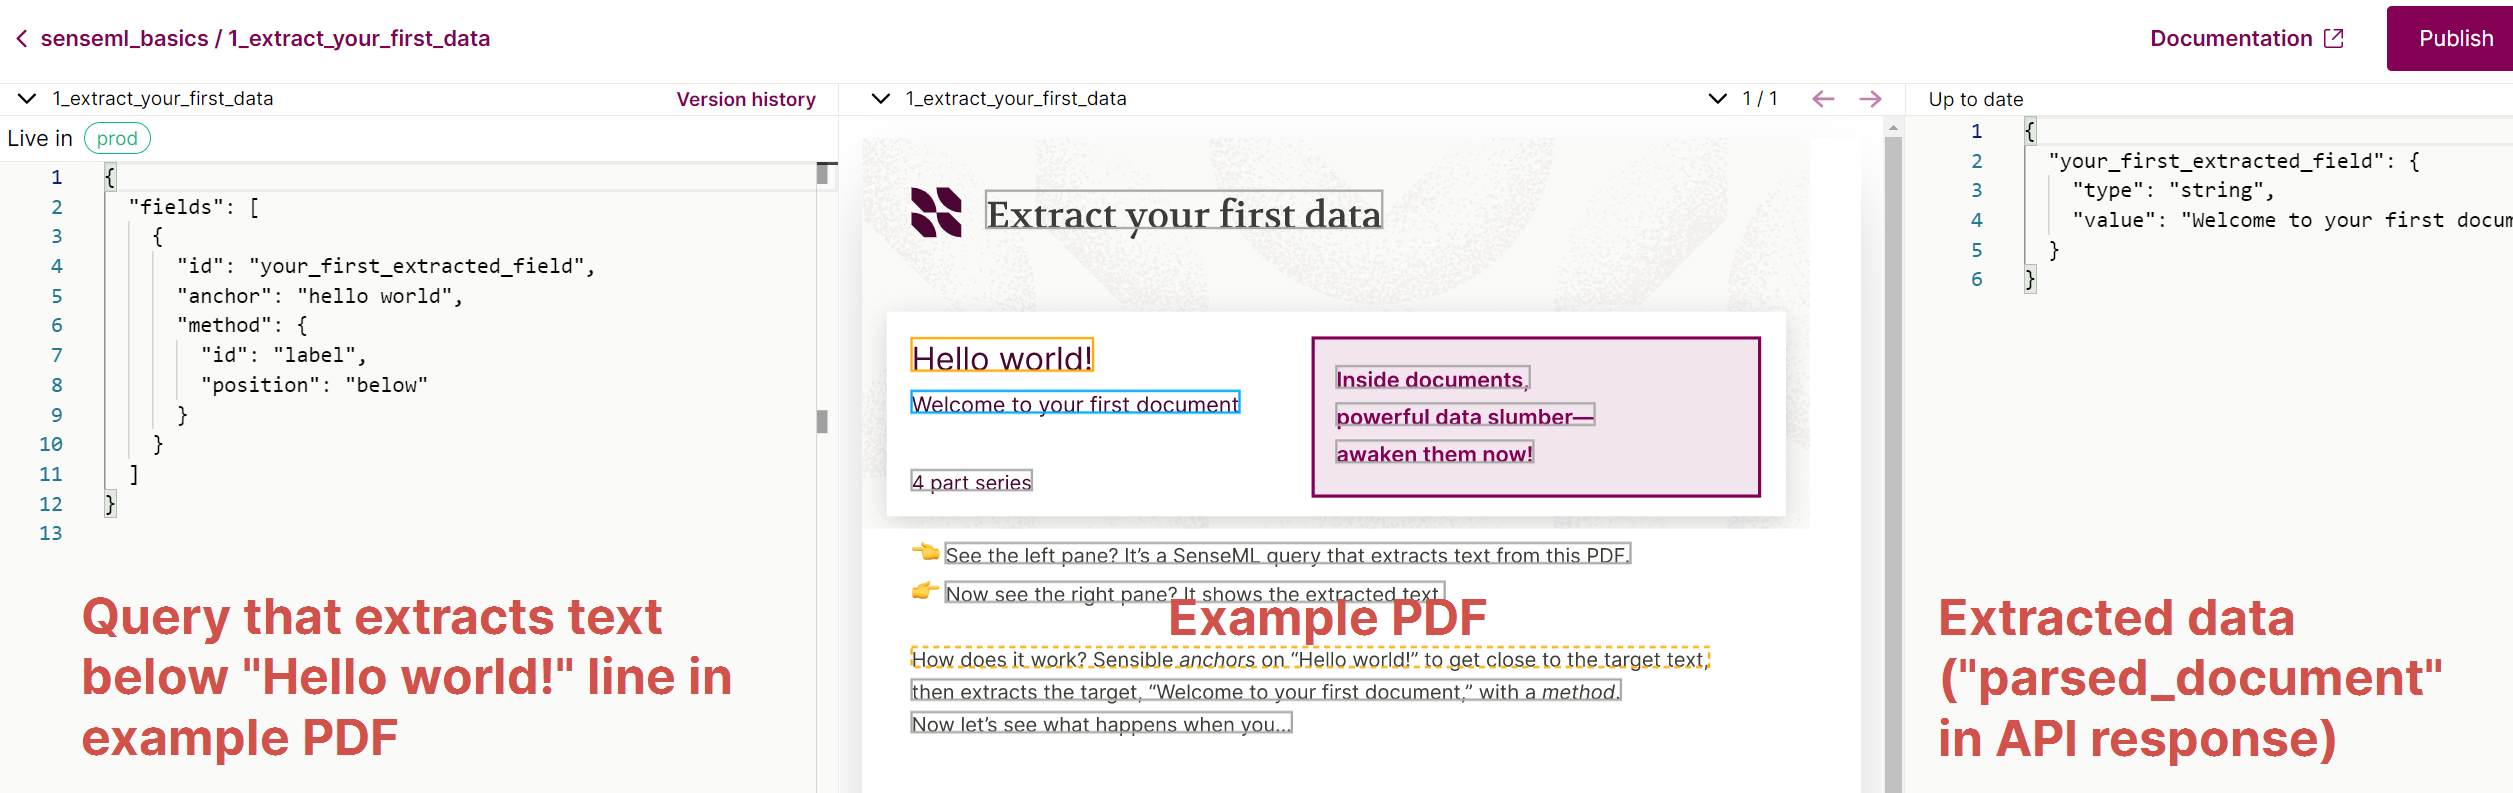 senseml_basics / 1_extract_your_first_data
Documentation
Publish
1_extract_your_first_data
Version history
Live in prod
1 {
2 "fields": [
3 {
4 "id": "your_first_extracted_field",
5 "anchor": "hello world",
6 "method": {
7 "id": "label",
8 "position": "below"
9 }
10 }
11 ]
12 }
13
Query that extracts text
below "Hello world!" line in
example PDF
1_extract_your_first_data
1 / 1
Extract your first data
Hello world!
Welcome to your first document
4 part series
Inside documents,
powerful data slumber—
awaken them now!
👈 See the left pane? It’s a SenseML query that extracts text from this PDF.
👉 Now see the right pane? It shows the extracted text.
Example PDF
How does it work? Sensible anchors on “Hello world!” to get close to the target text,
then extracts the target, “Welcome to your first document,” with a method.
Now let’s see what happens when you...
Up to date
1 {
2 "your_first_extracted_field": {
3 "type": "string",
4 "value": "Welcome to your first docum
5 }
6 }
Extracted data
("parsed_document"
in API response)